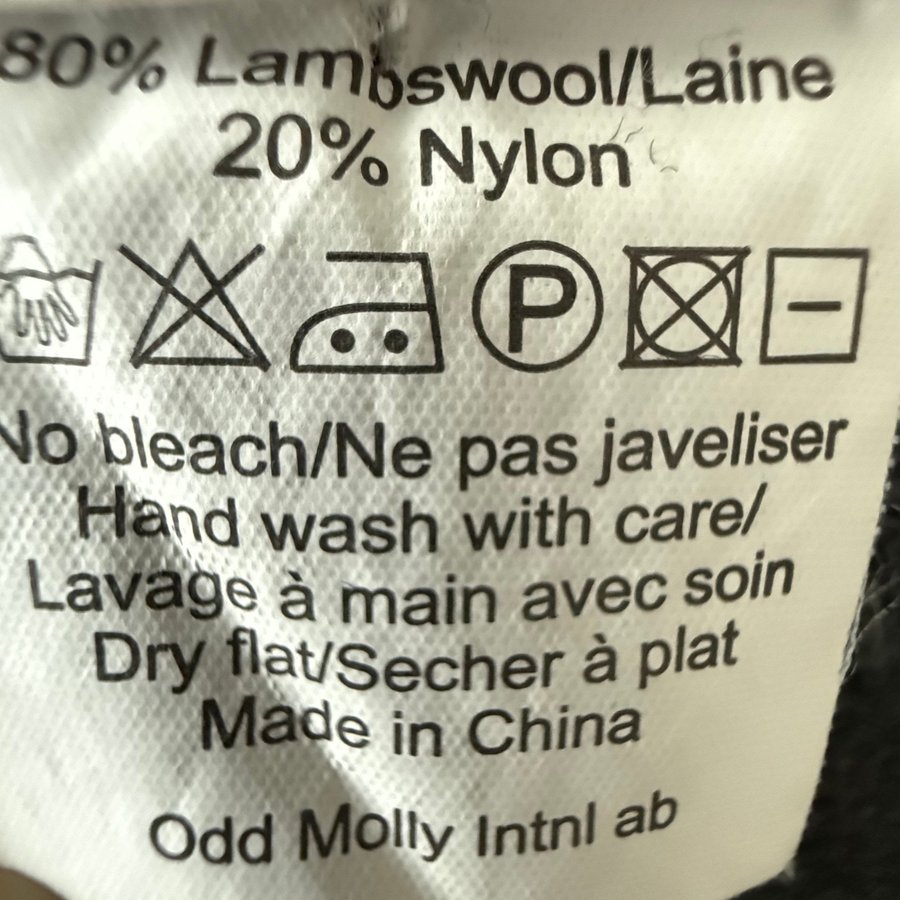 80% Lambswool/Laine
20% Nylon
P
No bleach/Ne pas javeliser
Hand wash with care/
Lavage à main avec soin
Dry flat/Secher à plat
Made in China
Odd Molly Intnl ab